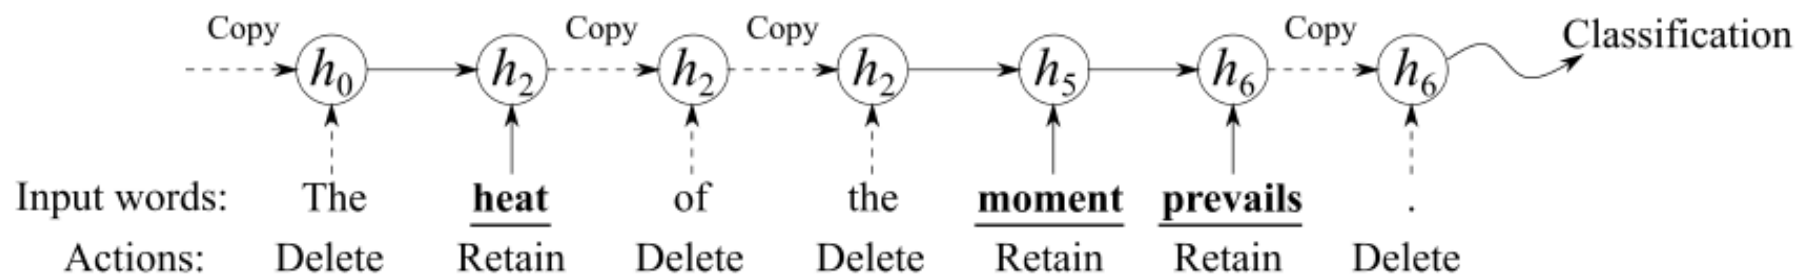 Copy Copy Copy Classification
h0 h2 h2 h2 h5 h6 h6
Input words: The heat of the moment prevails .
Actions: Delete Retain Delete Delete Retain Retain Delete